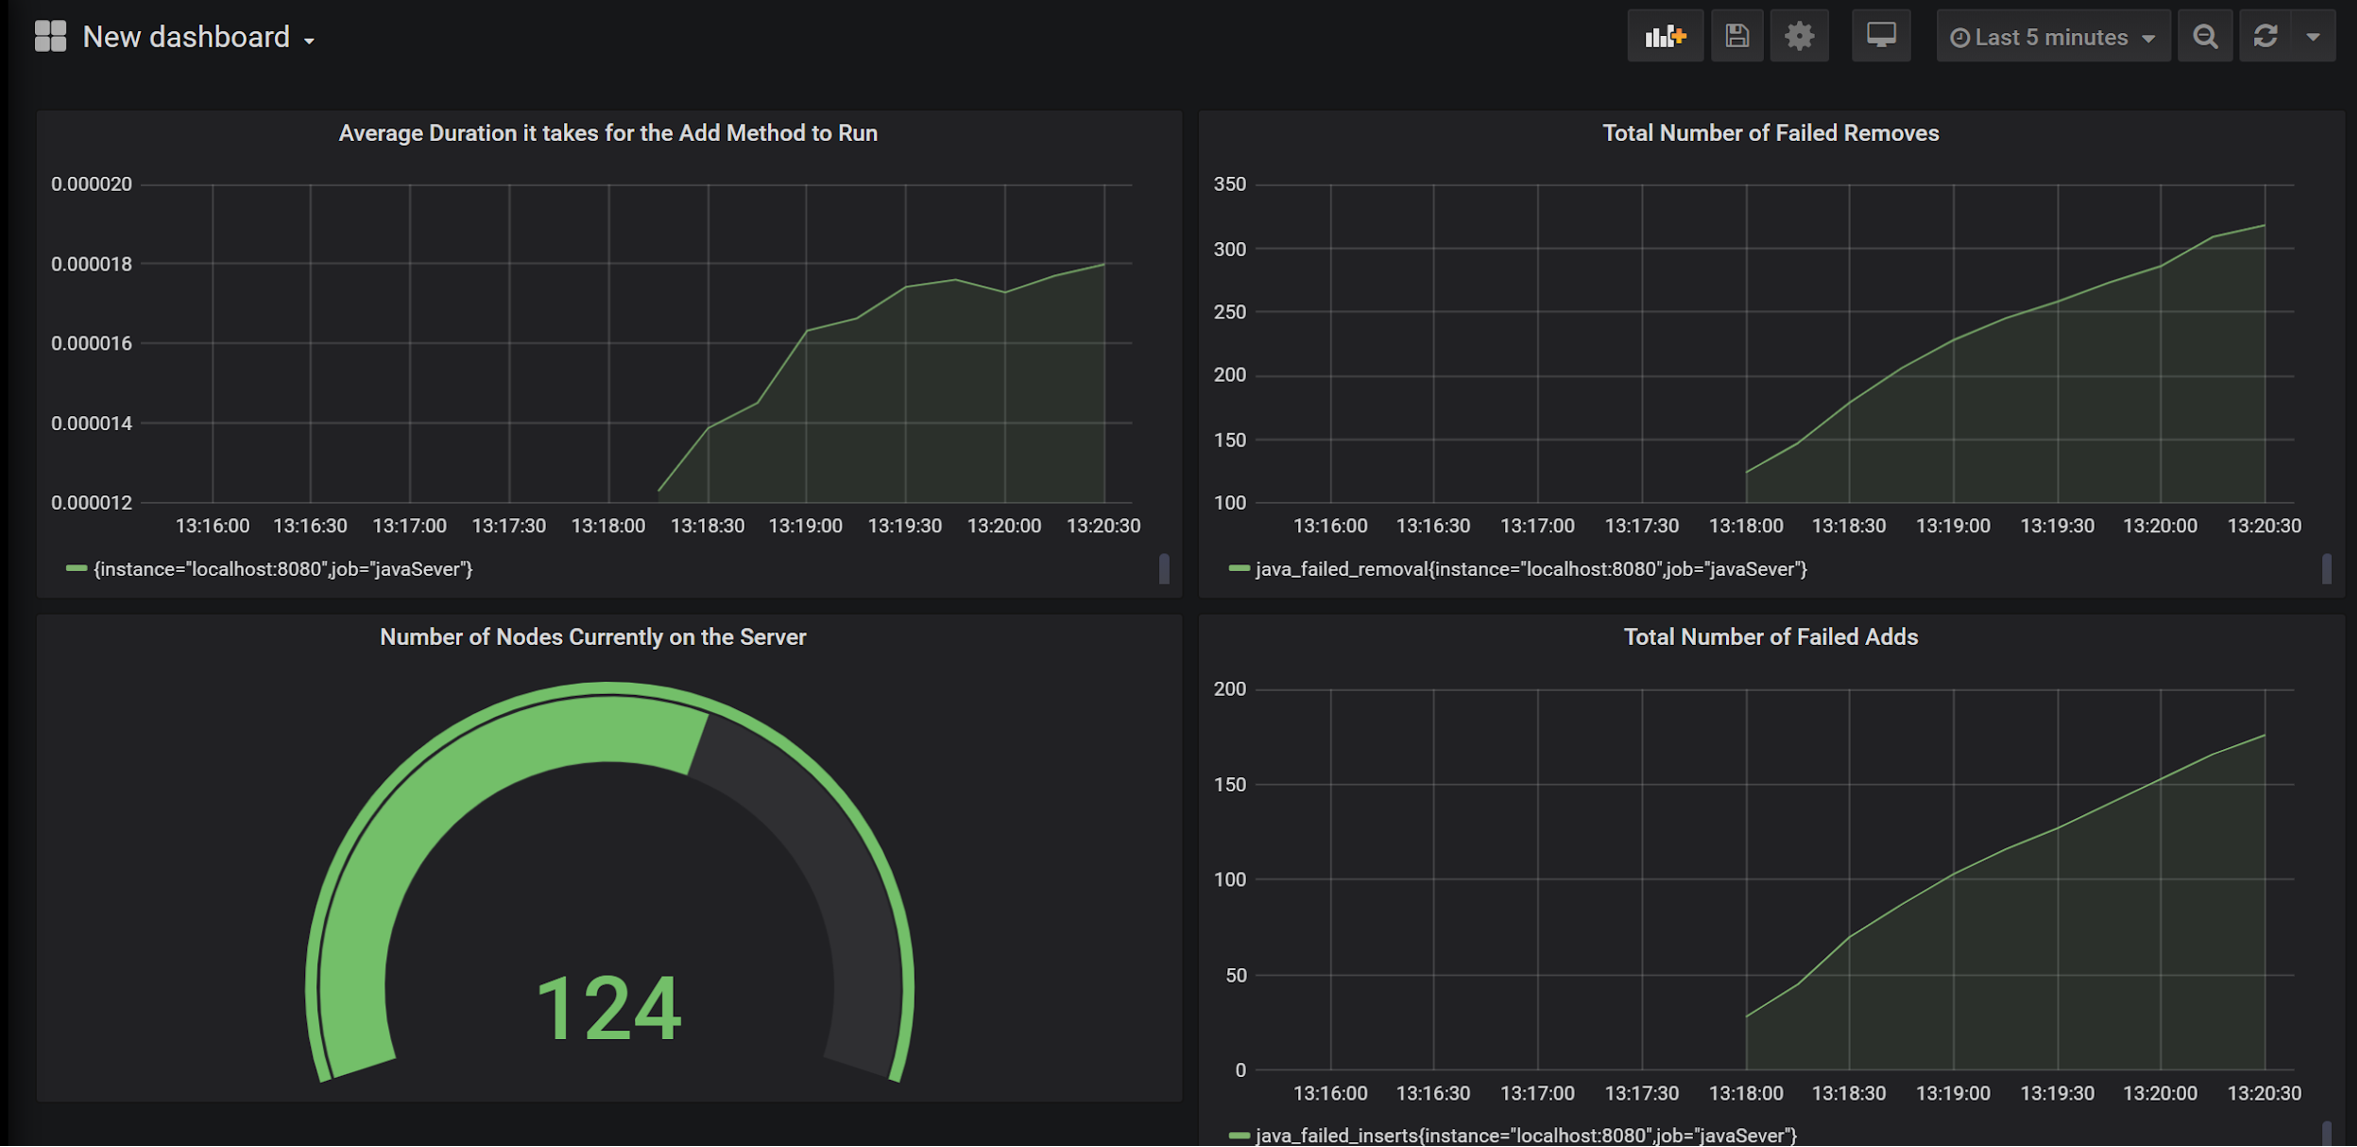 New dashboard
Last 5 minutes
Average Duration it takes for the Add Method to Run
0.000020
0.000018
0.000016
0.000014
0.000012
13:16:00 13:16:30 13:17:00 13:17:30 13:18:00 13:18:30 13:19:00 13:19:30 13:20:00 13:20:30
{instance="localhost:8080",job="javaSever"}
Total Number of Failed Removes
350
300
250
200
150
100
13:16:00 13:16:30 13:17:00 13:17:30 13:18:00 13:18:30 13:19:00 13:19:30 13:20:00 13:20:30
java_failed_removal{instance="localhost:8080",job="javaSever"}
Number of Nodes Currently on the Server
124
Total Number of Failed Adds
200
150
100
50
0
13:16:00 13:16:30 13:17:00 13:17:30 13:18:00 13:18:30 13:19:00 13:19:30 13:20:00 13:20:30
java_failed_inserts{instance="localhost:8080",job="javaSever"}